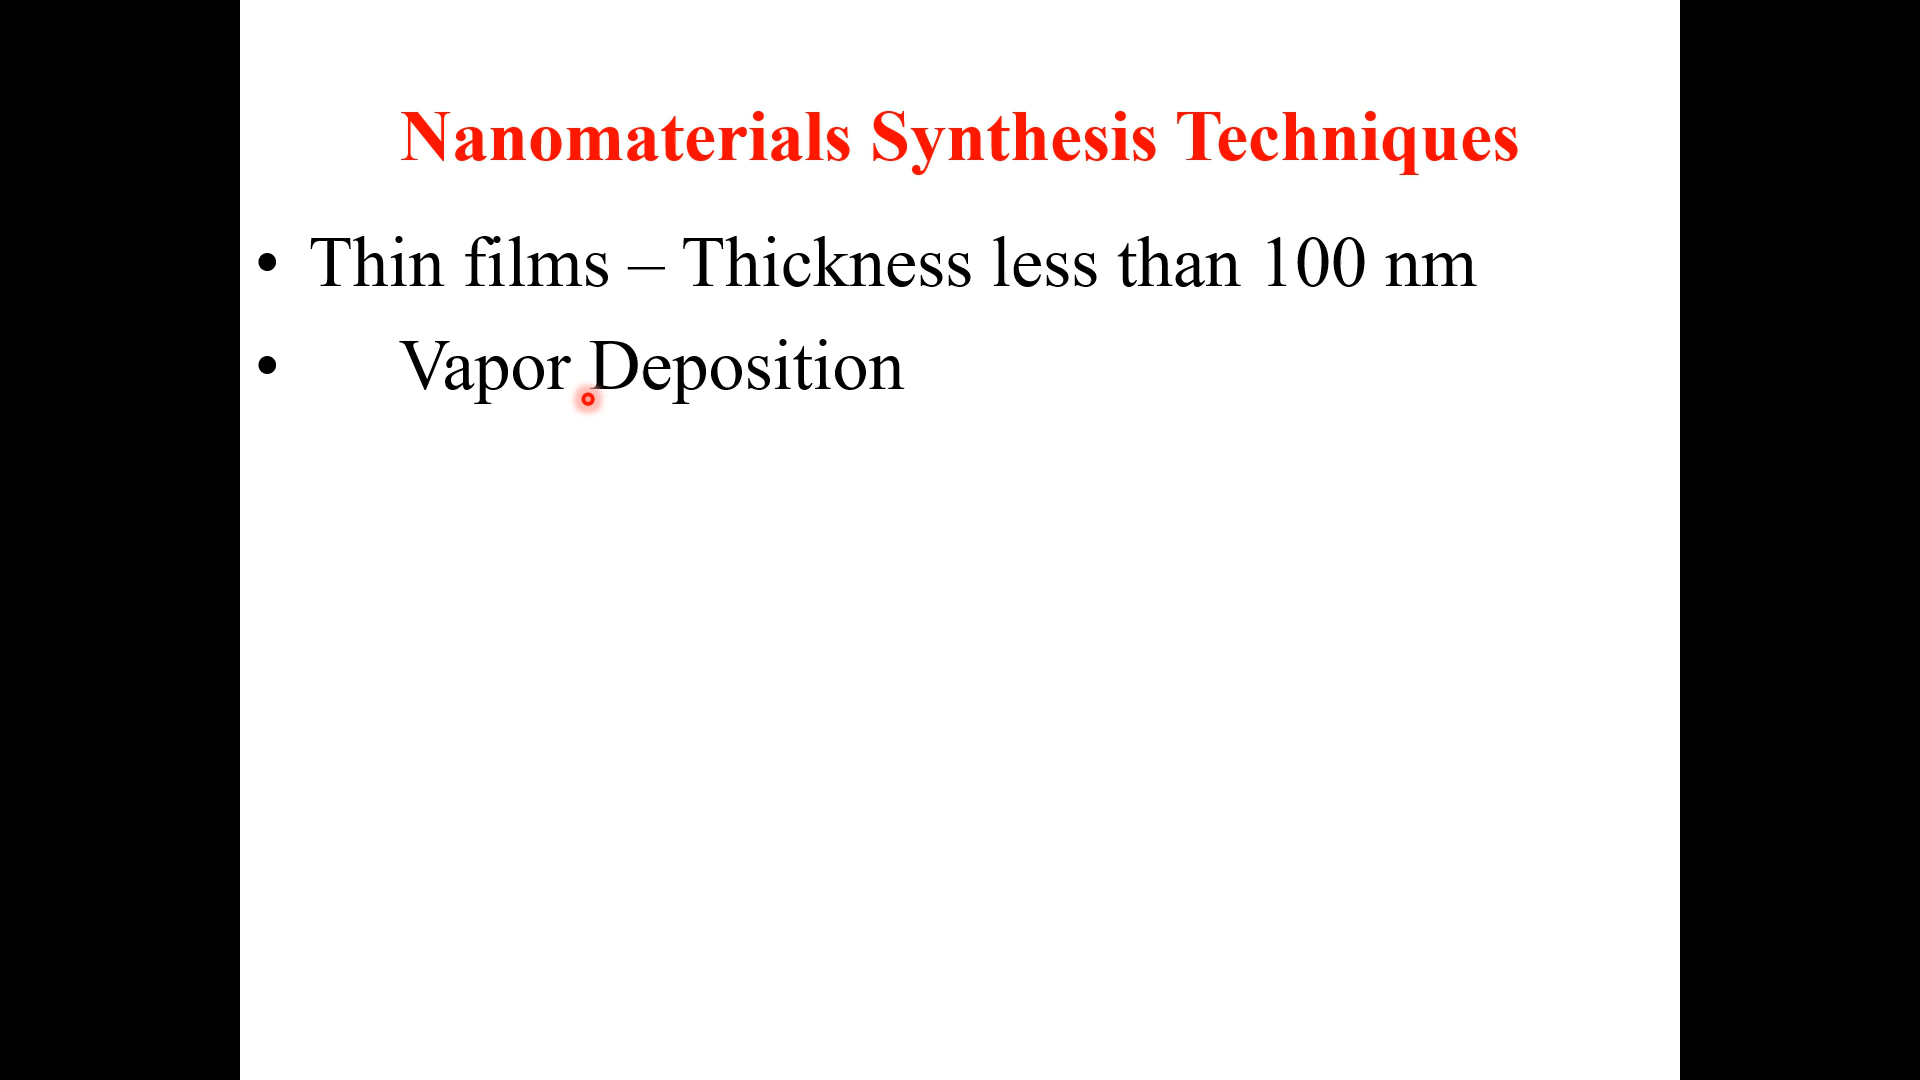 Nanomaterials Synthesis Techniques
• Thin films – Thickness less than 100 nm
• Vapor Deposition